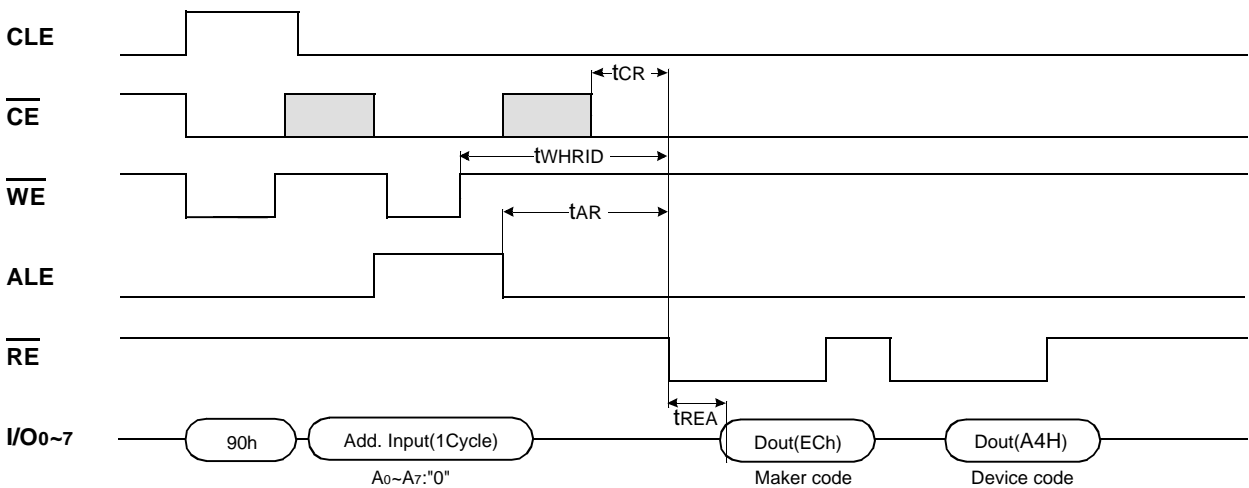 CLE
tCR
CE
tWHRID
WE
tAR
ALE
RE
tREA
I/O0~7
90h
Add. Input(1Cycle)
Dout(ECh)
Dout(A4H)
A0~A7:"0"
Maker code
Device code